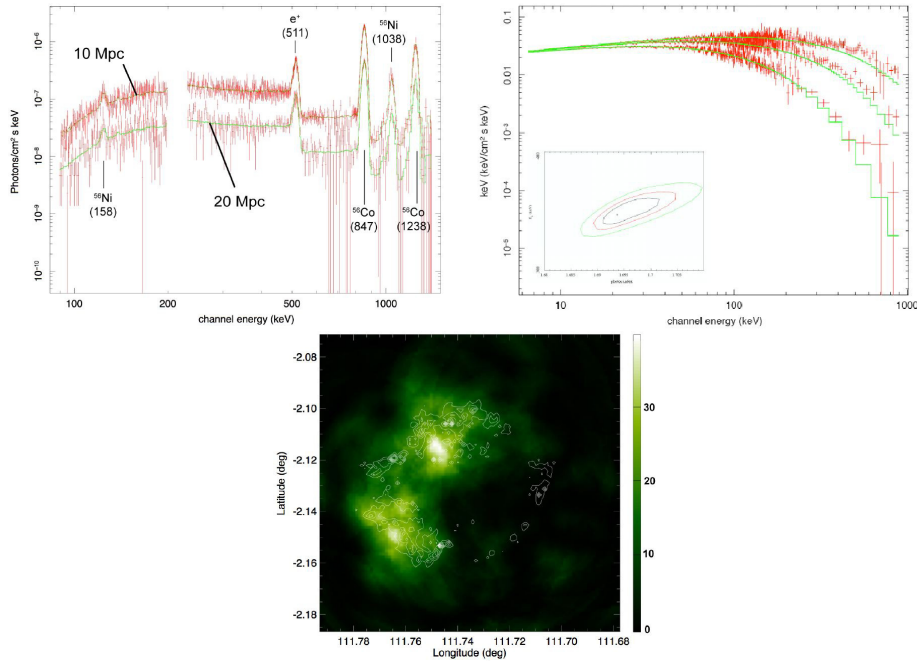 e⁺
(511)
⁵⁶Ni
(1038)
10 Mpc
20 Mpc
⁵⁶Ni
(158)
⁵⁶Co
(847)
⁵⁶Co
(1238)
Photons/cm² s keV
10⁻⁶
10⁻⁷
10⁻⁸
10⁻⁹
10⁻¹⁰
100 200 500 1000
channel energy (keV)
keV (keV/cm² s keV)
0.1
0.01
10⁻³
10⁻⁴
10⁻⁵
10 100 1000
channel energy (keV)
Latitude (deg)
-2.08
-2.10
-2.12
-2.14
-2.16
-2.18
111.78 111.76 111.74 111.72 111.70 111.68
Longitude (deg)
30
20
10
0